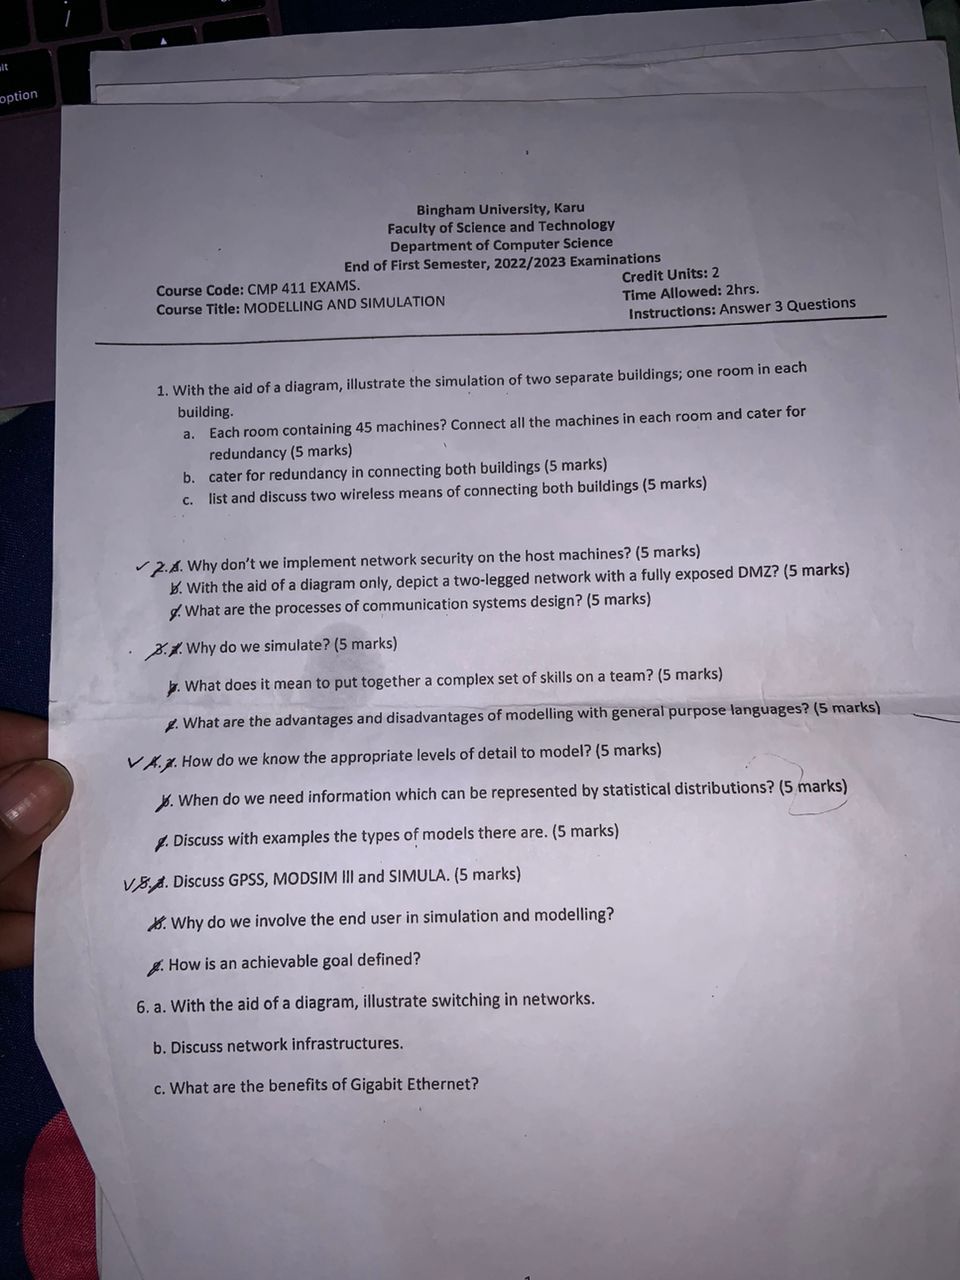 alt
option
/
Bingham University, Karu
Faculty of Science and Technology
Department of Computer Science
End of First Semester, 2022/2023 Examinations
Course Code: CMP 411 EXAMS.
Credit Units: 2
Course Title: MODELLING AND SIMULATION
Time Allowed: 2hrs.
Instructions: Answer 3 Questions
1. With the aid of a diagram, illustrate the simulation of two separate buildings; one room in each
building.
a. Each room containing 45 machines? Connect all the machines in each room and cater for
redundancy (5 marks)
b. cater for redundancy in connecting both buildings (5 marks)
c. list and discuss two wireless means of connecting both buildings (5 marks)
2.a. Why don't we implement network security on the host machines? (5 marks)
b. With the aid of a diagram only, depict a two-legged network with a fully exposed DMZ? (5 marks)
c. What are the processes of communication systems design? (5 marks)
3.a. Why do we simulate? (5 marks)
b. What does it mean to put together a complex set of skills on a team? (5 marks)
c. What are the advantages and disadvantages of modelling with general purpose languages? (5 marks)
4.a. How do we know the appropriate levels of detail to model? (5 marks)
b. When do we need information which can be represented by statistical distributions? (5 marks)
c. Discuss with examples the types of models there are. (5 marks)
5.a. Discuss GPSS, MODSIM III and SIMULA. (5 marks)
b. Why do we involve the end user in simulation and modelling?
c. How is an achievable goal defined?
6. a. With the aid of a diagram, illustrate switching in networks.
b. Discuss network infrastructures.
c. What are the benefits of Gigabit Ethernet?